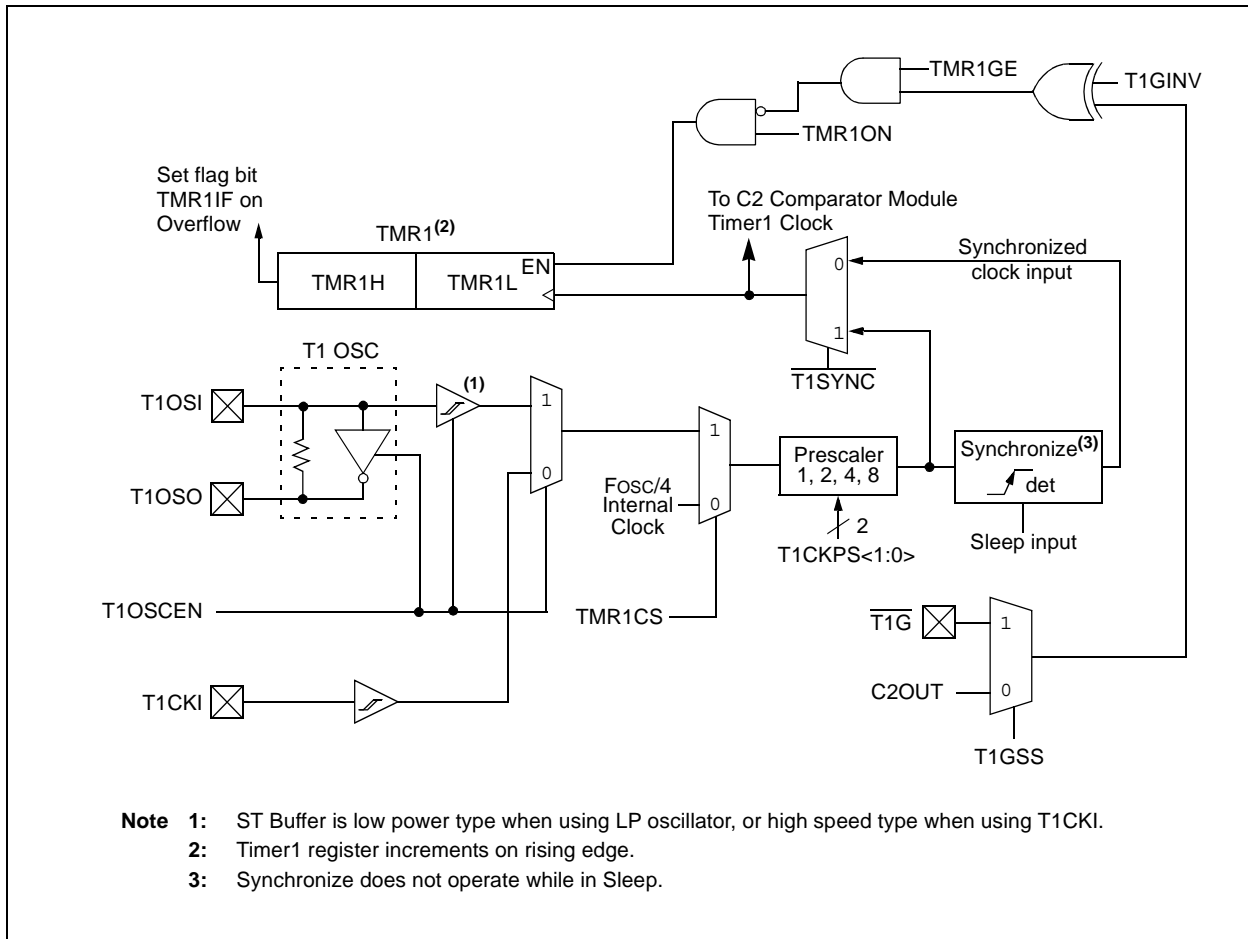 TMR1GE
T1GINV
TMR1ON
Set flag bit
TMR1IF on
Overflow
To C2 Comparator Module
Timer1 Clock
TMR1(2)
EN
TMR1H
TMR1L
0
1
Synchronized
clock input
T1SYNC
T1 OSC
(1)
T1OSI
T1OSO
1
0
1
0
FOSC/4
Internal
Clock
Prescaler
1, 2, 4, 8
2
T1CKPS<1:0>
Synchronize(3)
det
Sleep input
T1OSCEN
TMR1CS
T1CKI
T1G
1
C2OUT
0
T1GSS
Note 1: ST Buffer is low power type when using LP oscillator, or high speed type when using T1CKI.
2: Timer1 register increments on rising edge.
3: Synchronize does not operate while in Sleep.